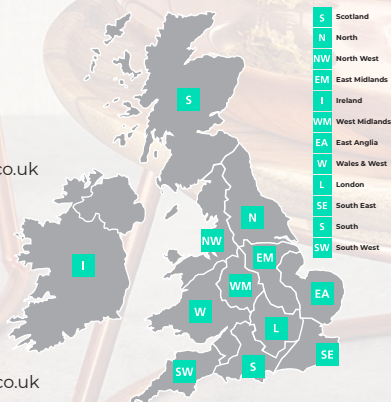 S Scotland
N North
NW North West
EM East Midlands
I Ireland
WM West Midlands
EA East Anglia
W Wales & West
L London
SE South East
S South
SW South West
S
co.uk
N
NW
EM
I
WM
EA
W
L
SE
S
SW
co.uk